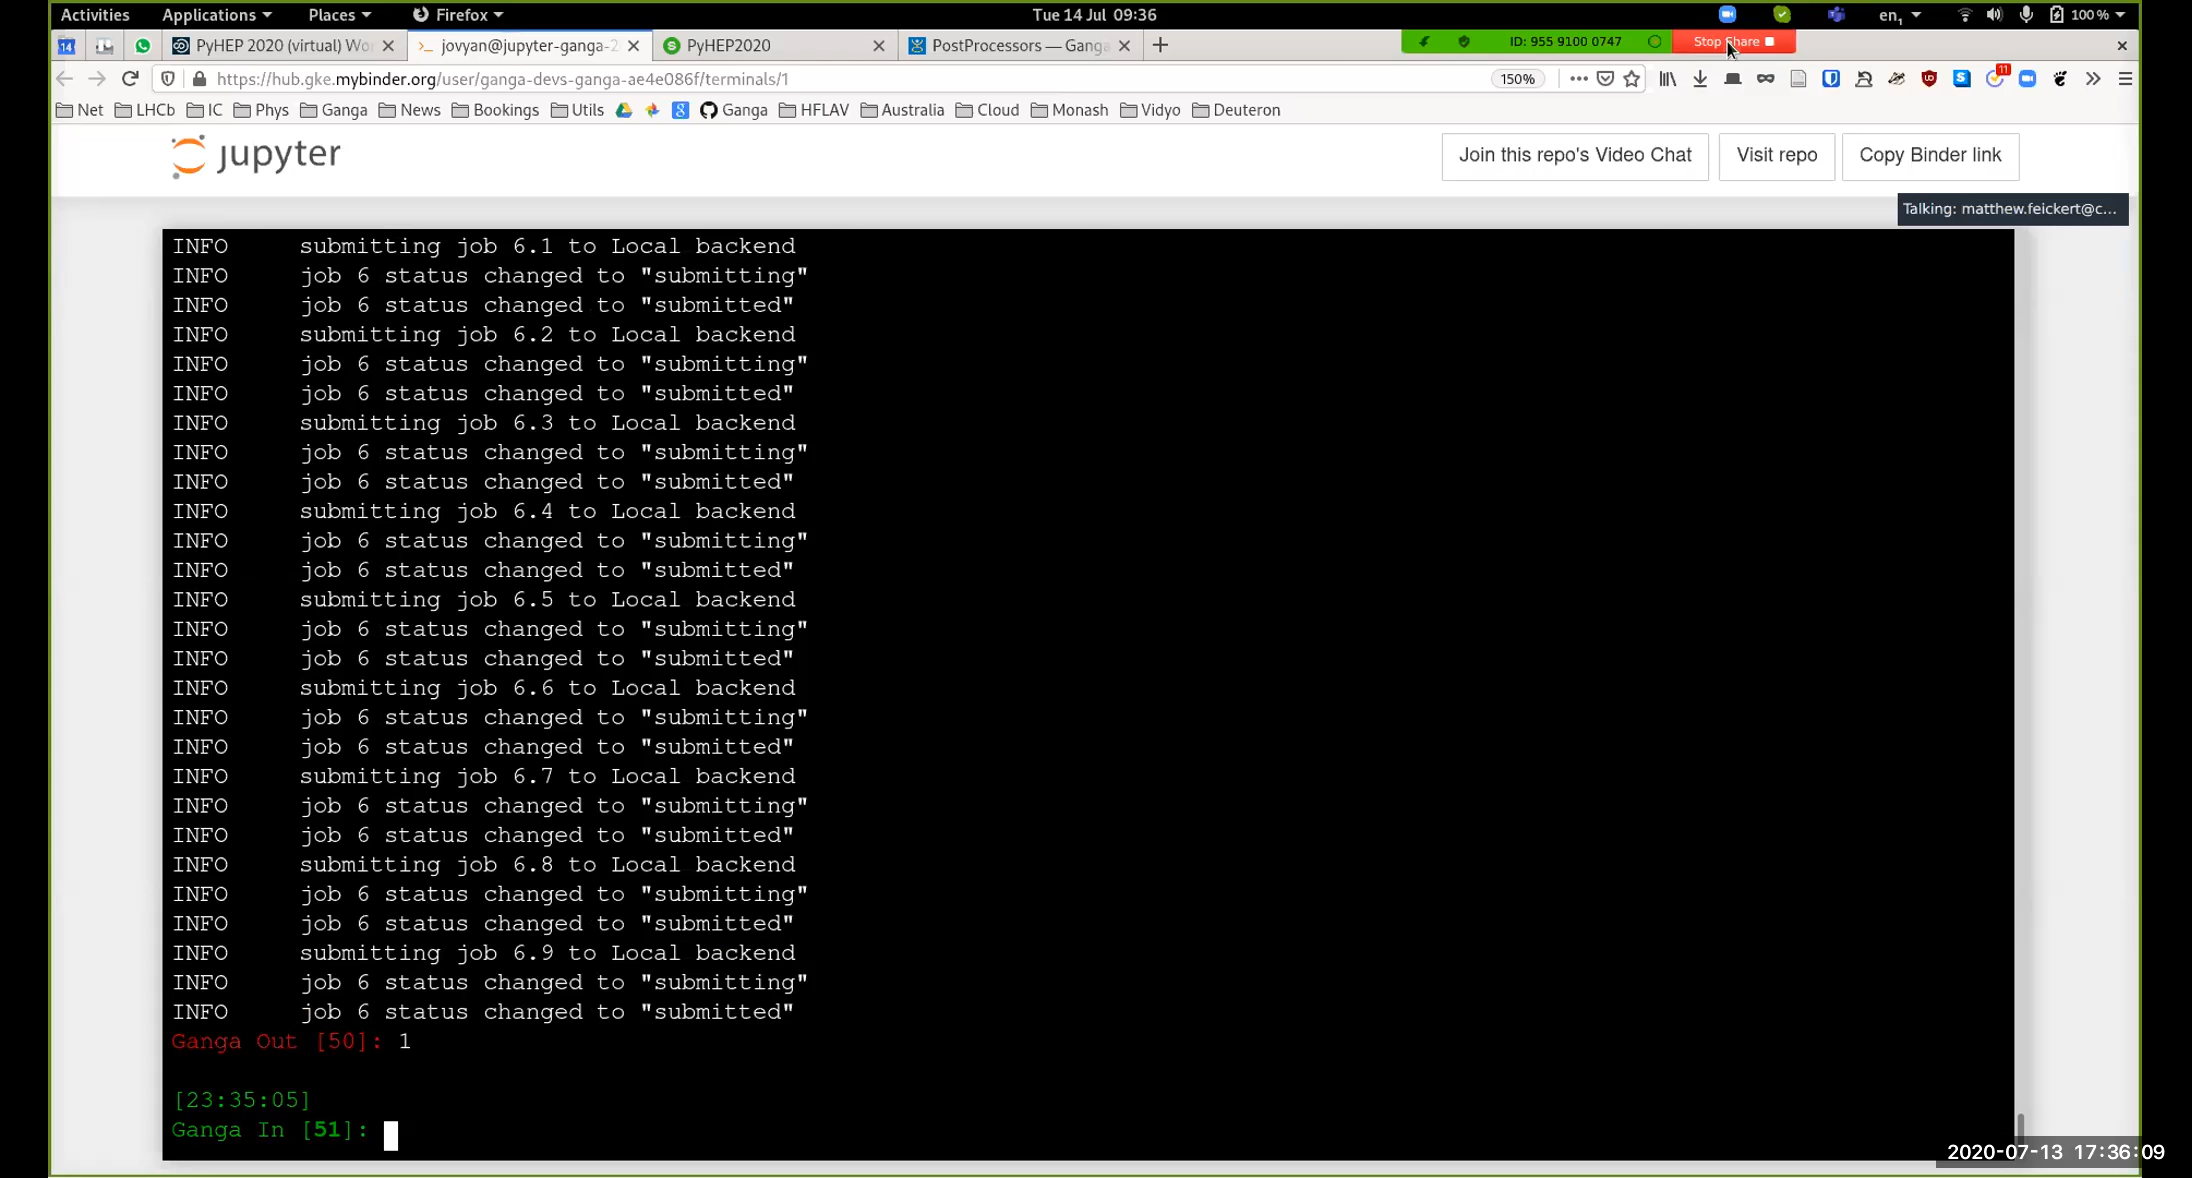 Activities Applications Places Firefox Tue 14 Jul 09:36 en1 100 %
14 PyHEP 2020 (virtual) Wo jovyan@jupyter-ganga-2 PyHEP2020 PostProcessors — Ganga ID: 955 9100 0747 Stop Share
https://hub.gke.mybinder.org/user/ganga-devs-ganga-ae4e086f/terminals/1 150% 11
Net LHCb IC Phys Ganga News Bookings Utils Ganga HFLAV Australia Cloud Monash Vidyo Deuteron
jupyter Join this repo's Video Chat Visit repo Copy Binder link
Talking: matthew.feickert@c...
INFO submitting job 6.1 to Local backend
INFO job 6 status changed to "submitting"
INFO job 6 status changed to "submitted"
INFO submitting job 6.2 to Local backend
INFO job 6 status changed to "submitting"
INFO job 6 status changed to "submitted"
INFO submitting job 6.3 to Local backend
INFO job 6 status changed to "submitting"
INFO job 6 status changed to "submitted"
INFO submitting job 6.4 to Local backend
INFO job 6 status changed to "submitting"
INFO job 6 status changed to "submitted"
INFO submitting job 6.5 to Local backend
INFO job 6 status changed to "submitting"
INFO job 6 status changed to "submitted"
INFO submitting job 6.6 to Local backend
INFO job 6 status changed to "submitting"
INFO job 6 status changed to "submitted"
INFO submitting job 6.7 to Local backend
INFO job 6 status changed to "submitting"
INFO job 6 status changed to "submitted"
INFO submitting job 6.8 to Local backend
INFO job 6 status changed to "submitting"
INFO job 6 status changed to "submitted"
INFO submitting job 6.9 to Local backend
INFO job 6 status changed to "submitting"
INFO job 6 status changed to "submitted"
Ganga Out [50]: 1
[23:35:05]
Ganga In [51]:
2020-07-13 17:36:09